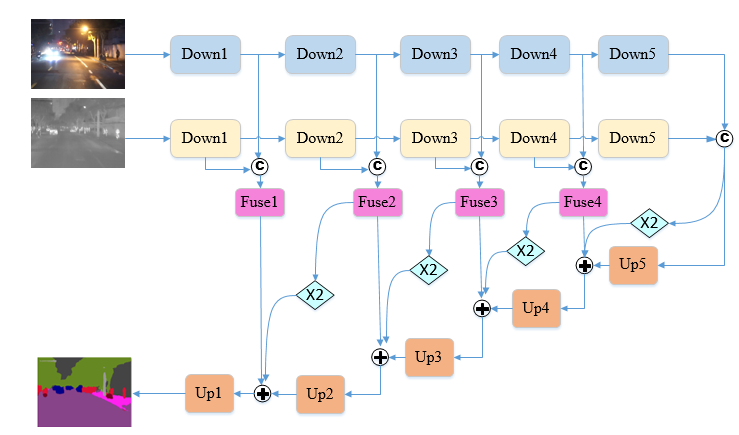 Down1 Down2 Down3 Down4 Down5
Down1 Down2 Down3 Down4 Down5 C
C C C C
Fuse1 Fuse2 Fuse3 Fuse4
X2
X2
X2
X2
Up5
Up4
Up3
Up1 Up2